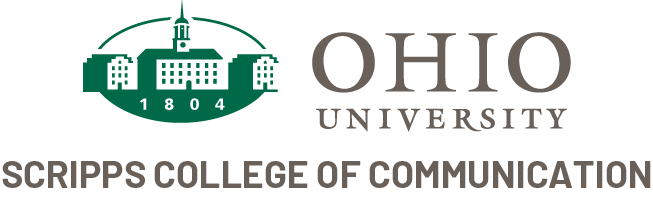 1804
OHIO
UNIVERSITY
SCRIPPS COLLEGE OF COMMUNICATION